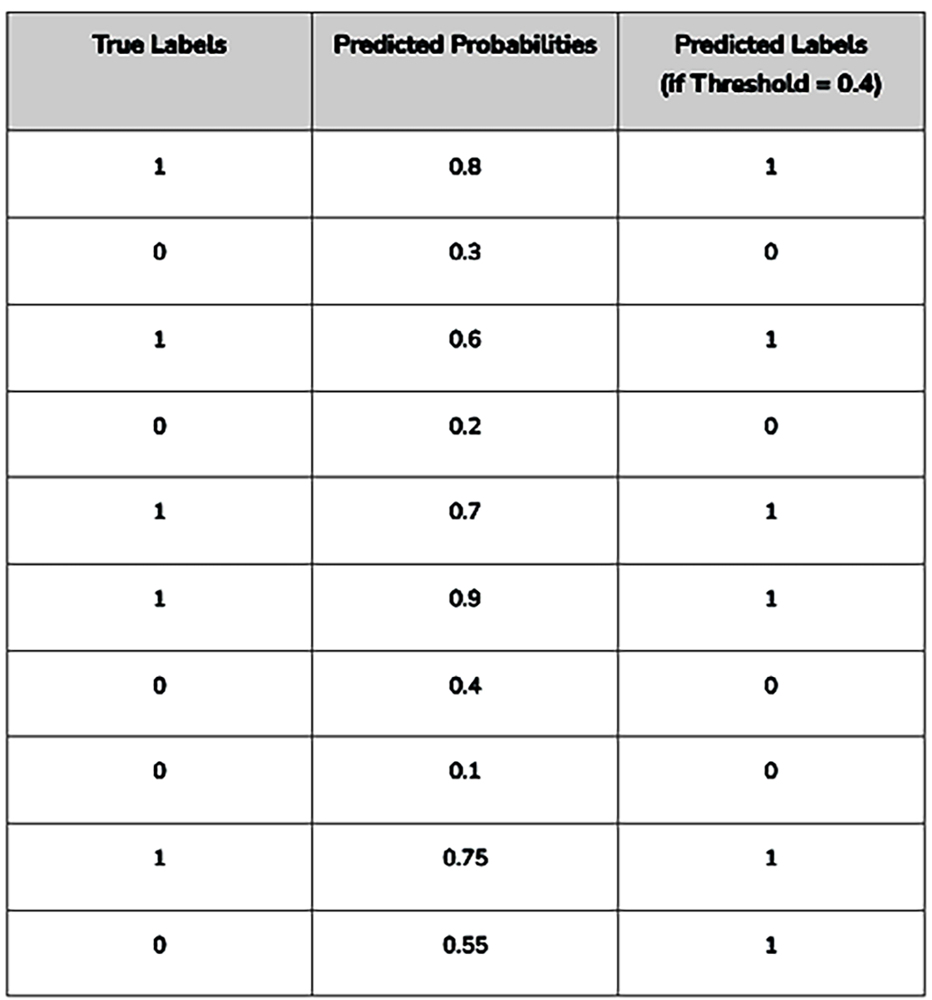 True Labels Predicted Probabilities Predicted Labels
(if Threshold = 0.4)
1 0.8 1
0 0.3 0
1 0.6 1
0 0.2 0
1 0.7 1
1 0.9 1
0 0.4 0
0 0.1 0
1 0.75 1
0 0.55 1